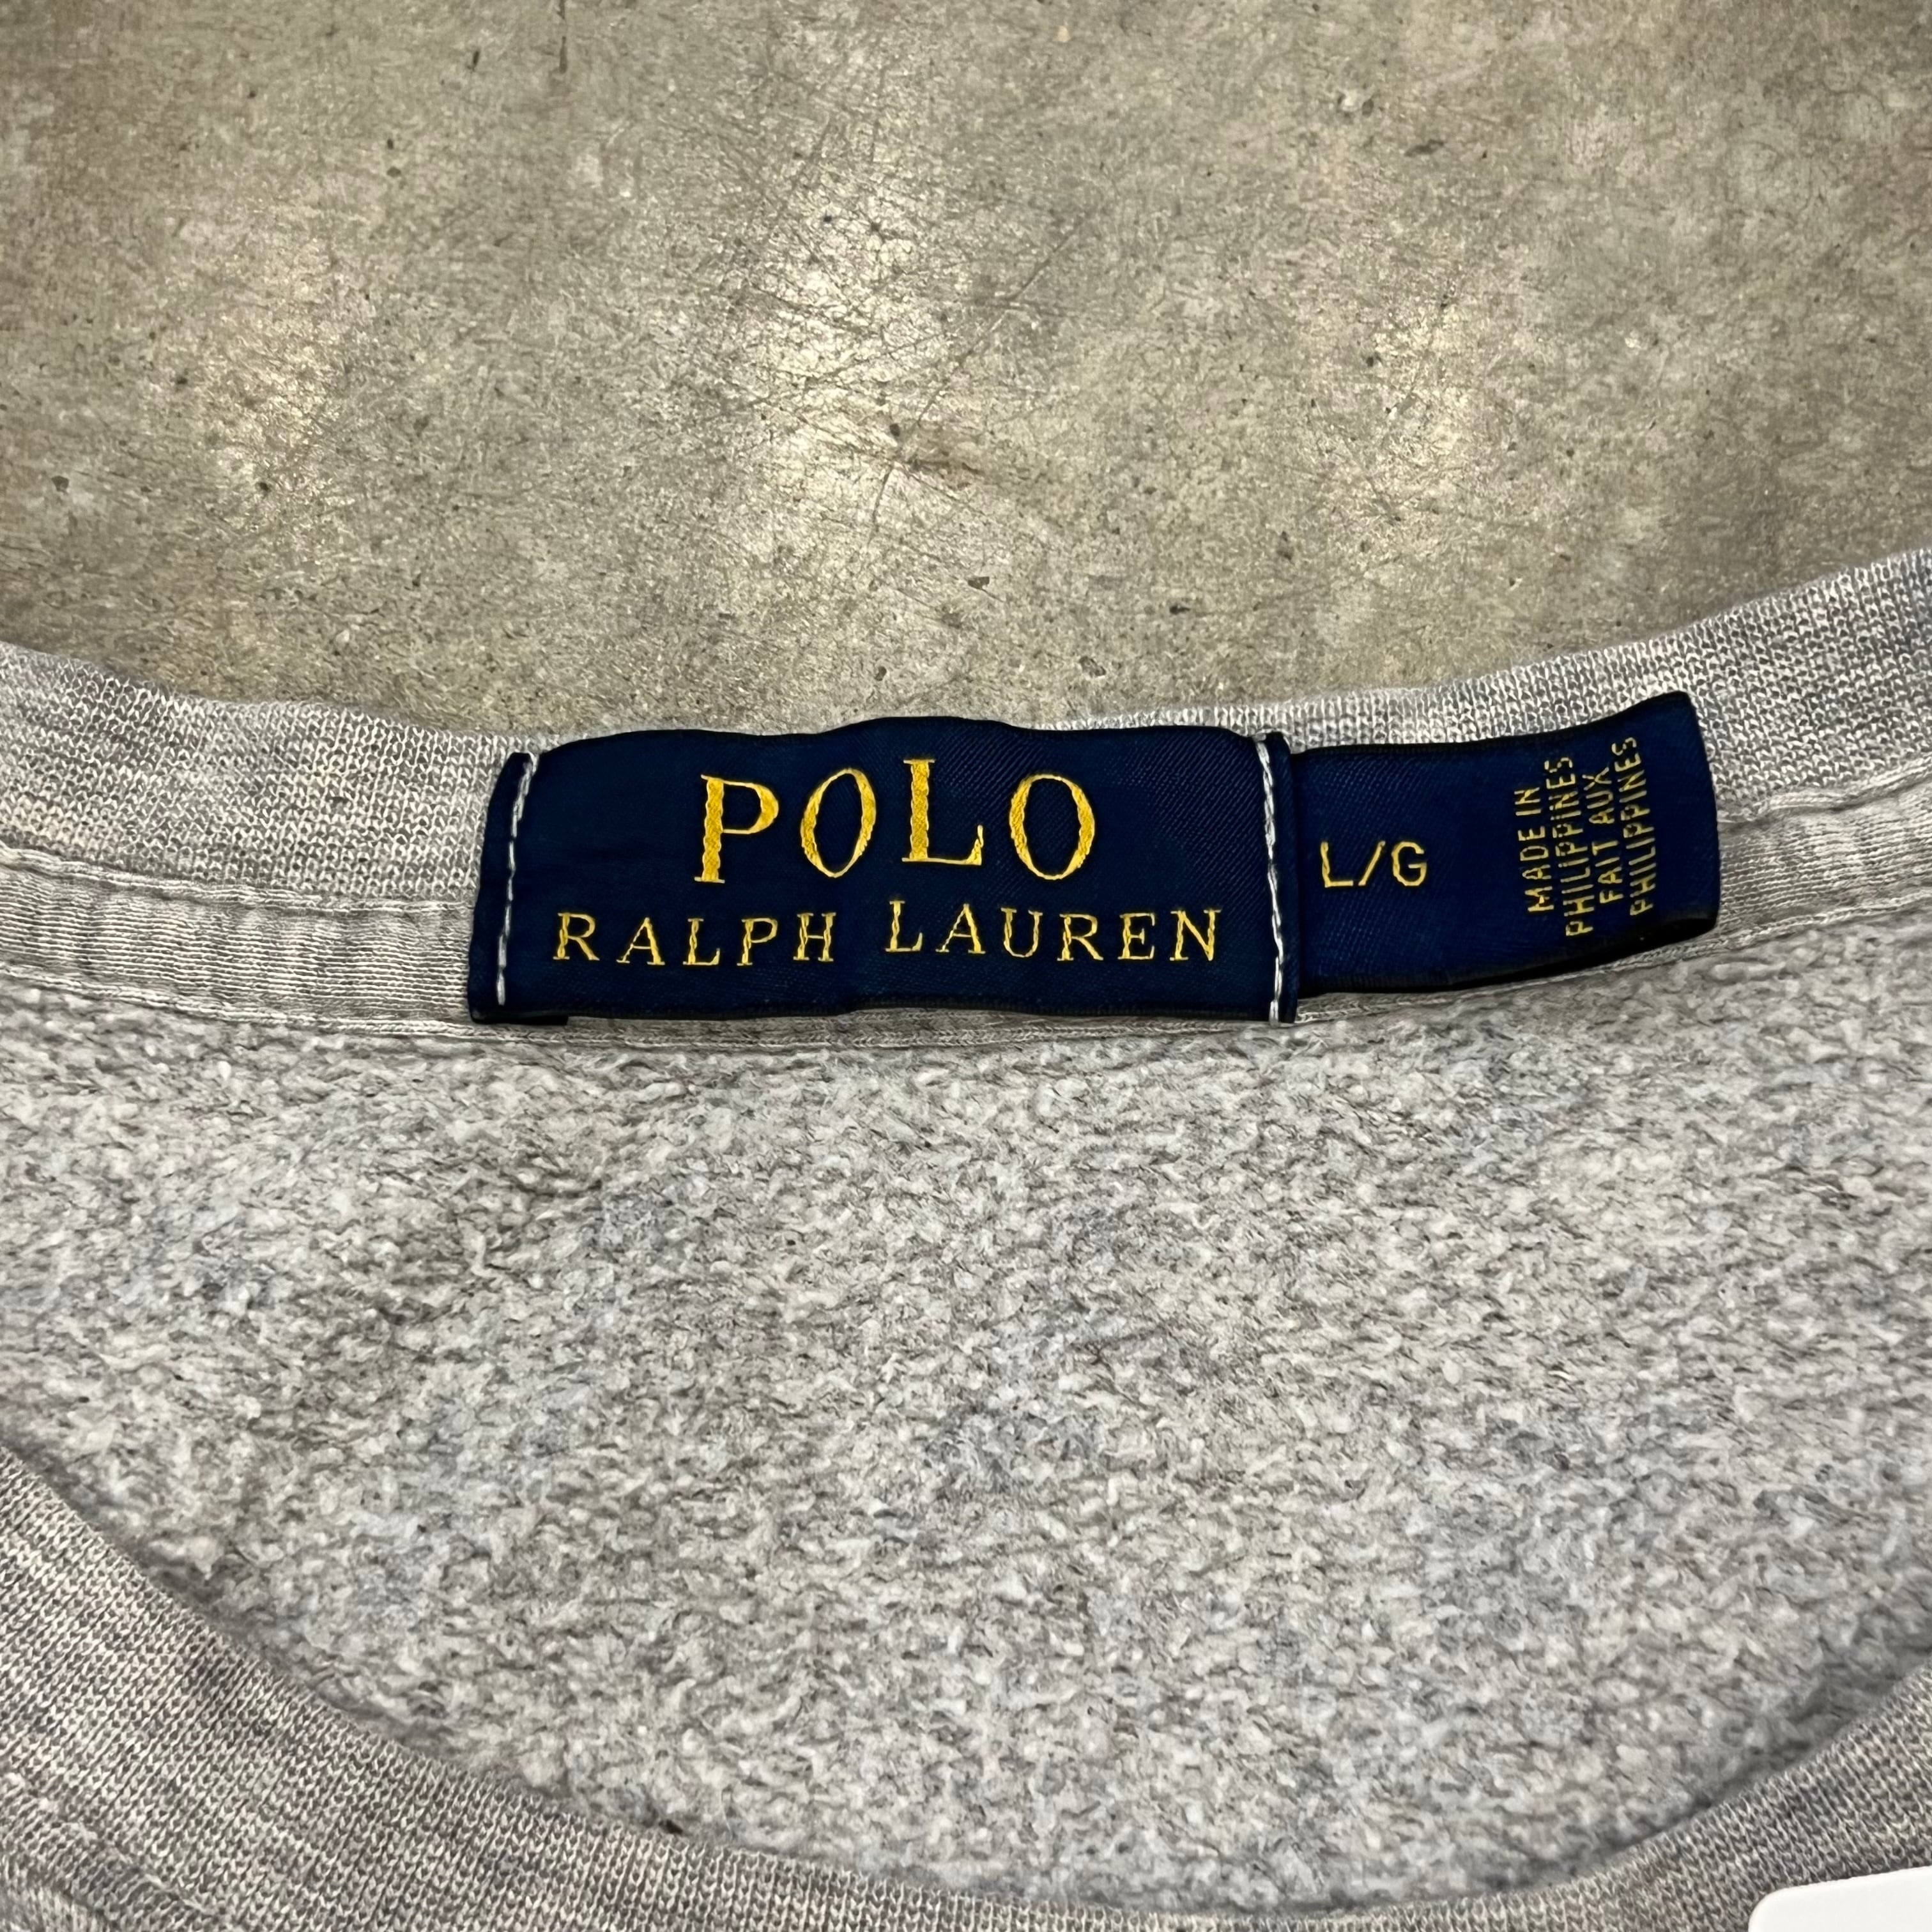 POLO
RALPH LAUREN
L/G
MADE IN
PHILIPPINES
FAIT AUX
PHILIPPINES